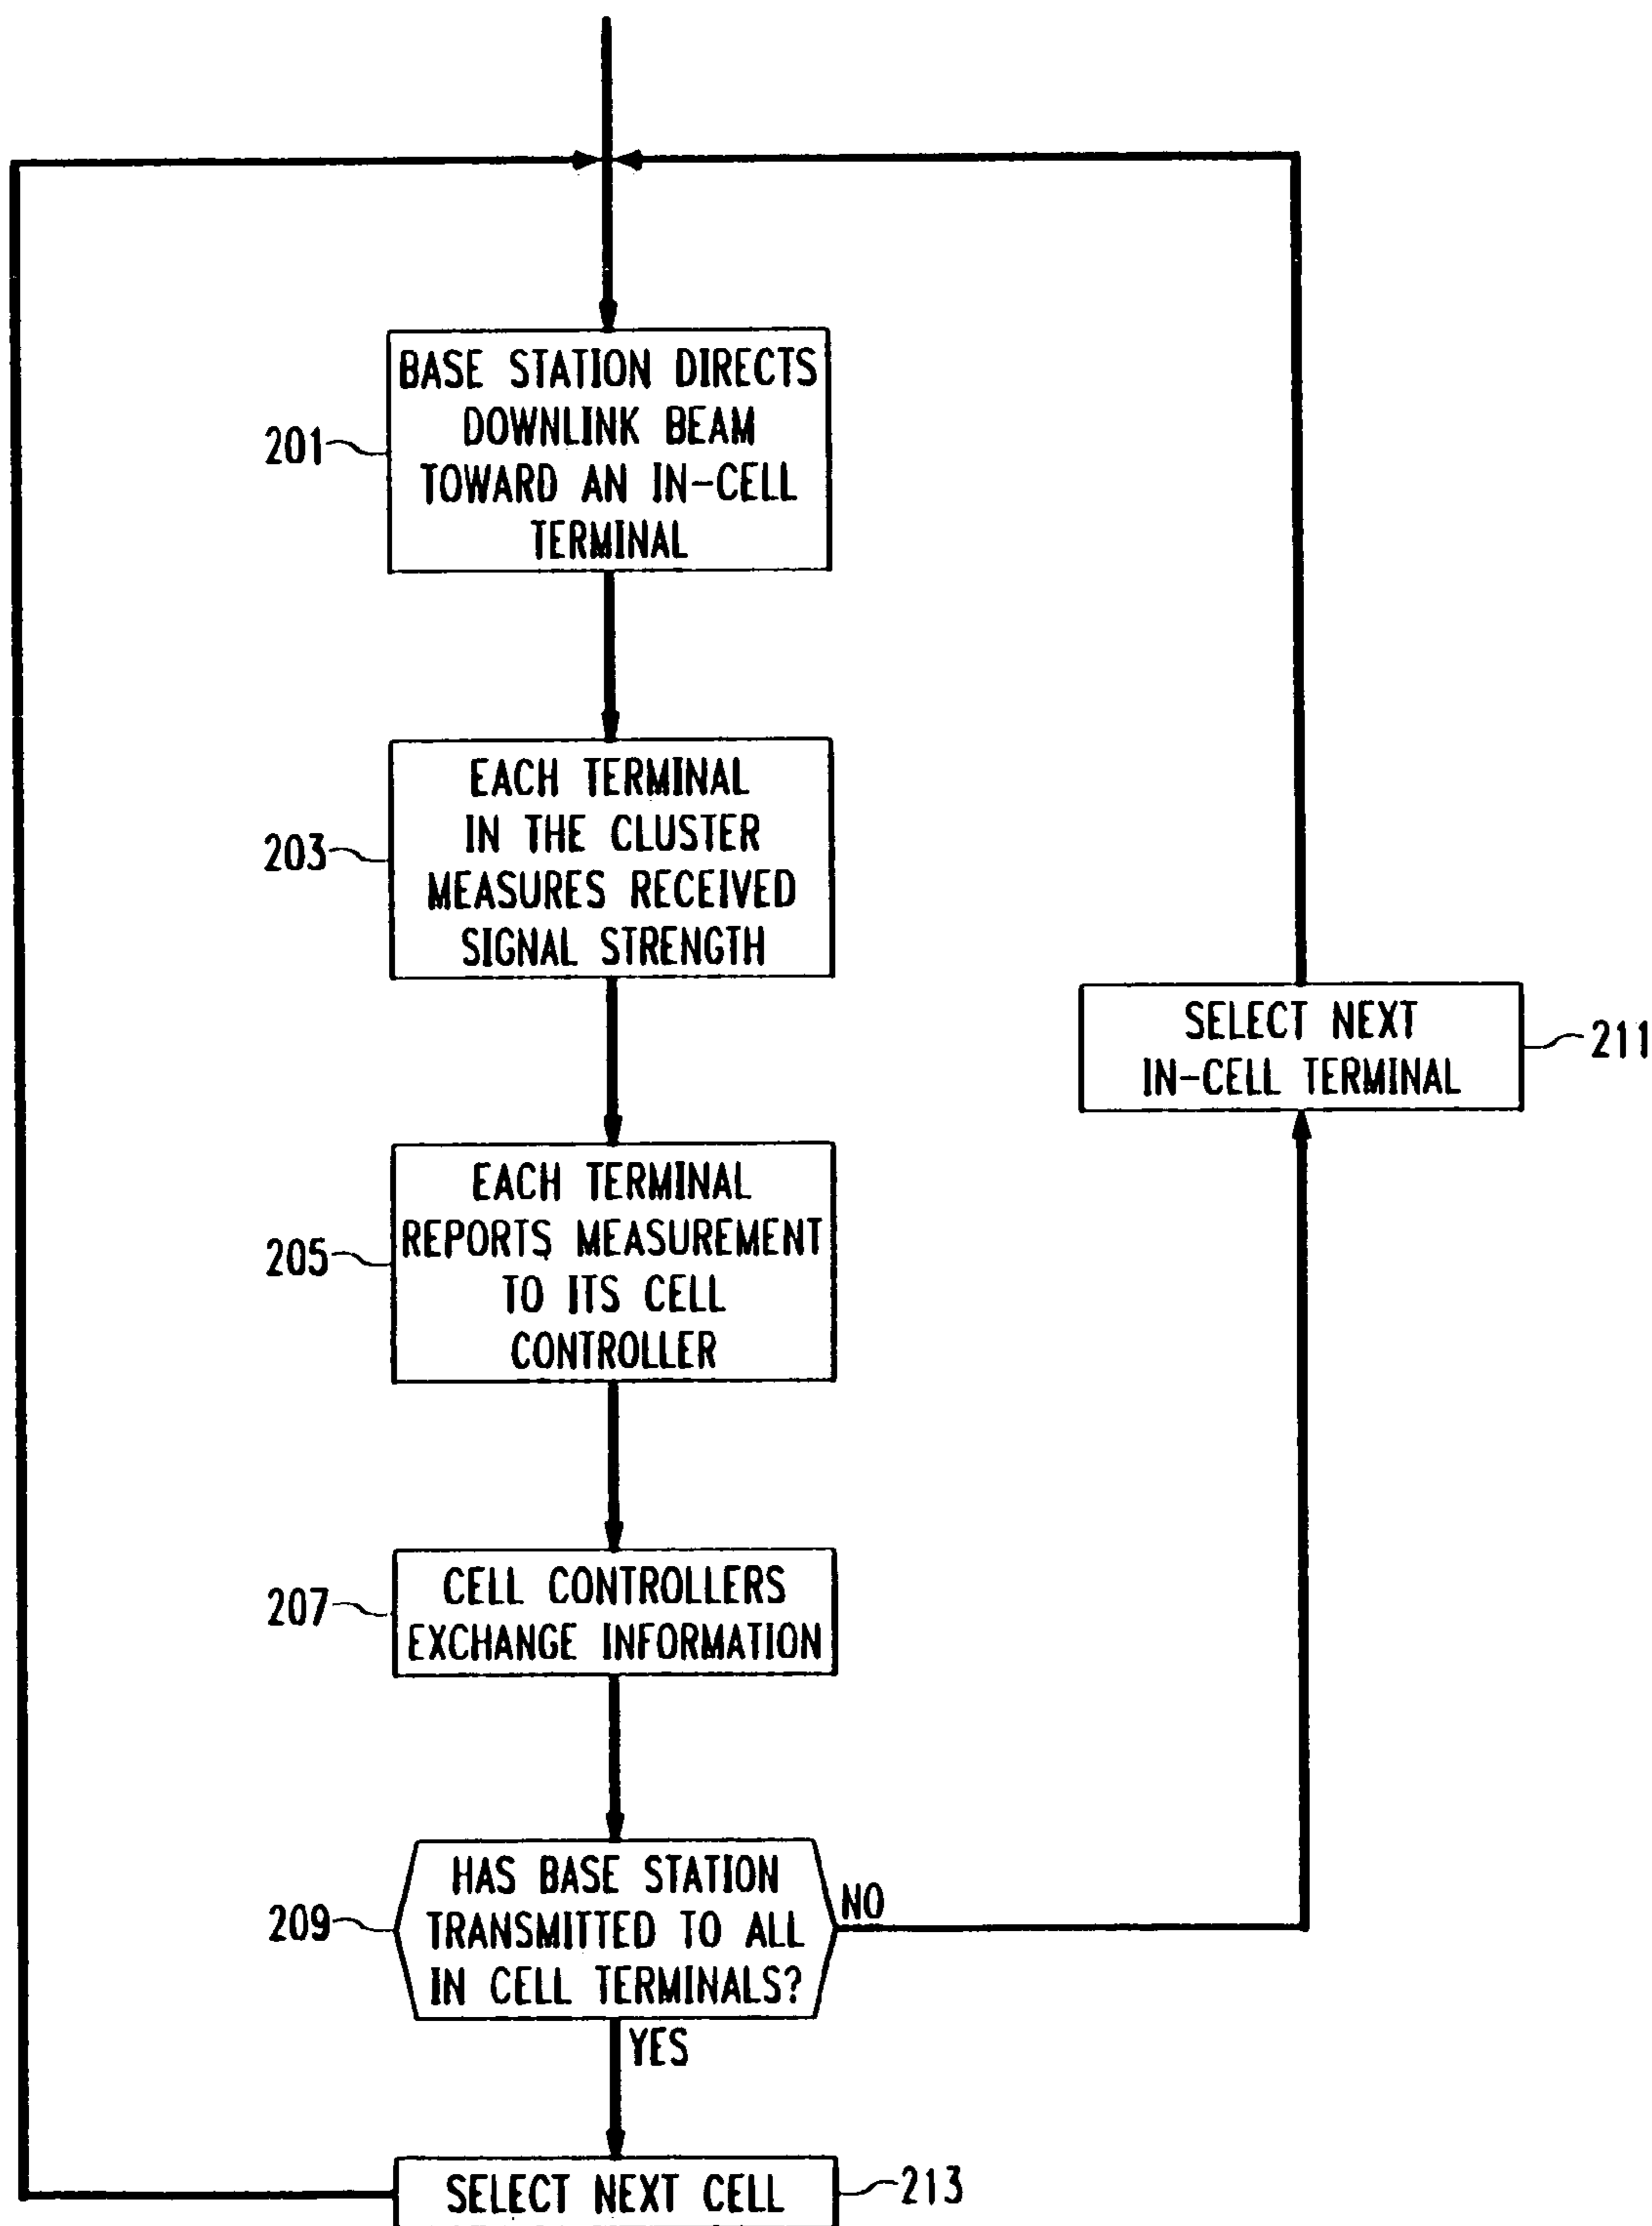 BASE STATION DIRECTS
DOWNLINK BEAM
TOWARD AN IN-CELL
TERMINAL
201
EACH TERMINAL
IN THE CLUSTER
MEASURES RECEIVED
SIGNAL STRENGTH
203
SELECT NEXT
IN-CELL TERMINAL
211
EACH TERMINAL
REPORTS MEASUREMENT
TO ITS CELL
CONTROLLER
205
CELL CONTROLLERS
EXCHANGE INFORMATION
207
HAS BASE STATION
TRANSMITTED TO ALL
IN CELL TERMINALS?
209
NO
YES
SELECT NEXT CELL
213